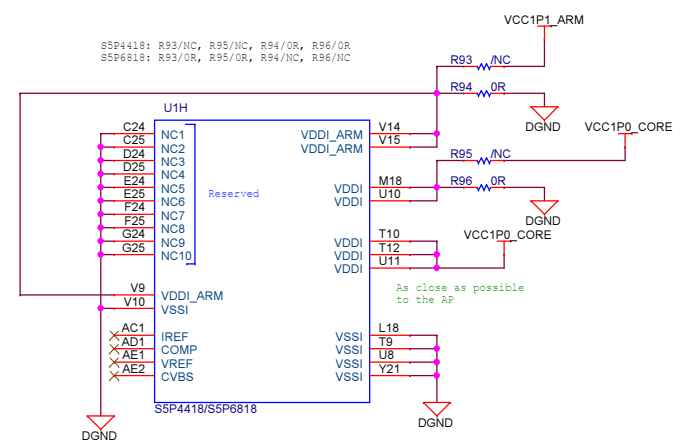 VCC1P1_ARM
S5P4418: R93/NC, R95/NC, R94/0R, R96/0R
S5P6818: R93/0R, R95/0R, R94/NC, R96/NC
R93 /NC
R94 0R
DGND
U1H
VCC1P0_CORE
C24 NC1
C25 NC2
D24 NC3
D25 NC4
E24 NC5
E25 NC6
F24 NC7
F25 NC8
G24 NC9
G25 NC10
Reserved
V9 VDDI_ARM
V10 VSSI
AC1 IREF
AD1 COMP
AE1 VREF
AE2 CVBS
VDDI_ARM V14
VDDI_ARM V15
R95 /NC
VDDI M18
VDDI U10
R96 0R
DGND
VCC1P0_CORE
VDDI T10
VDDI T12
VDDI U11
As close as possible
to the AP
VSSI L18
VSSI T9
VSSI U8
VSSI Y21
S5P4418/S5P6818
DGND
DGND